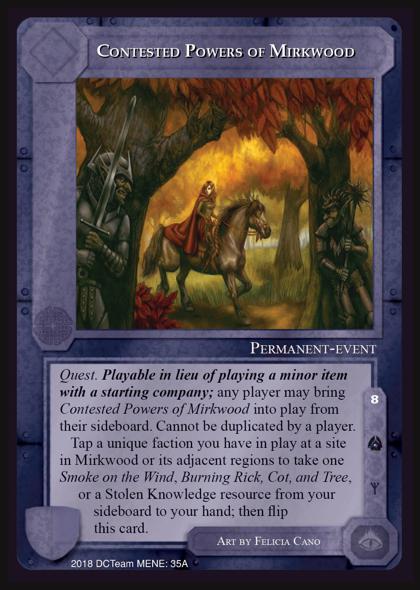 Contested Powers of Mirkwood
Permanent-event
Quest. Playable in lieu of playing a minor item
with a starting company; any player may bring
Contested Powers of Mirkwood into play from
their sideboard. Cannot be duplicated by a player.
Tap a unique faction you have in play at a site
in Mirkwood or its adjacent regions to take one
Smoke on the Wind, Burning Rick, Cot, and Tree,
or a Stolen Knowledge resource from your
sideboard to your hand; then flip
this card.
8
Art by Felicia Cano
2018 DCTeam MENE: 35A